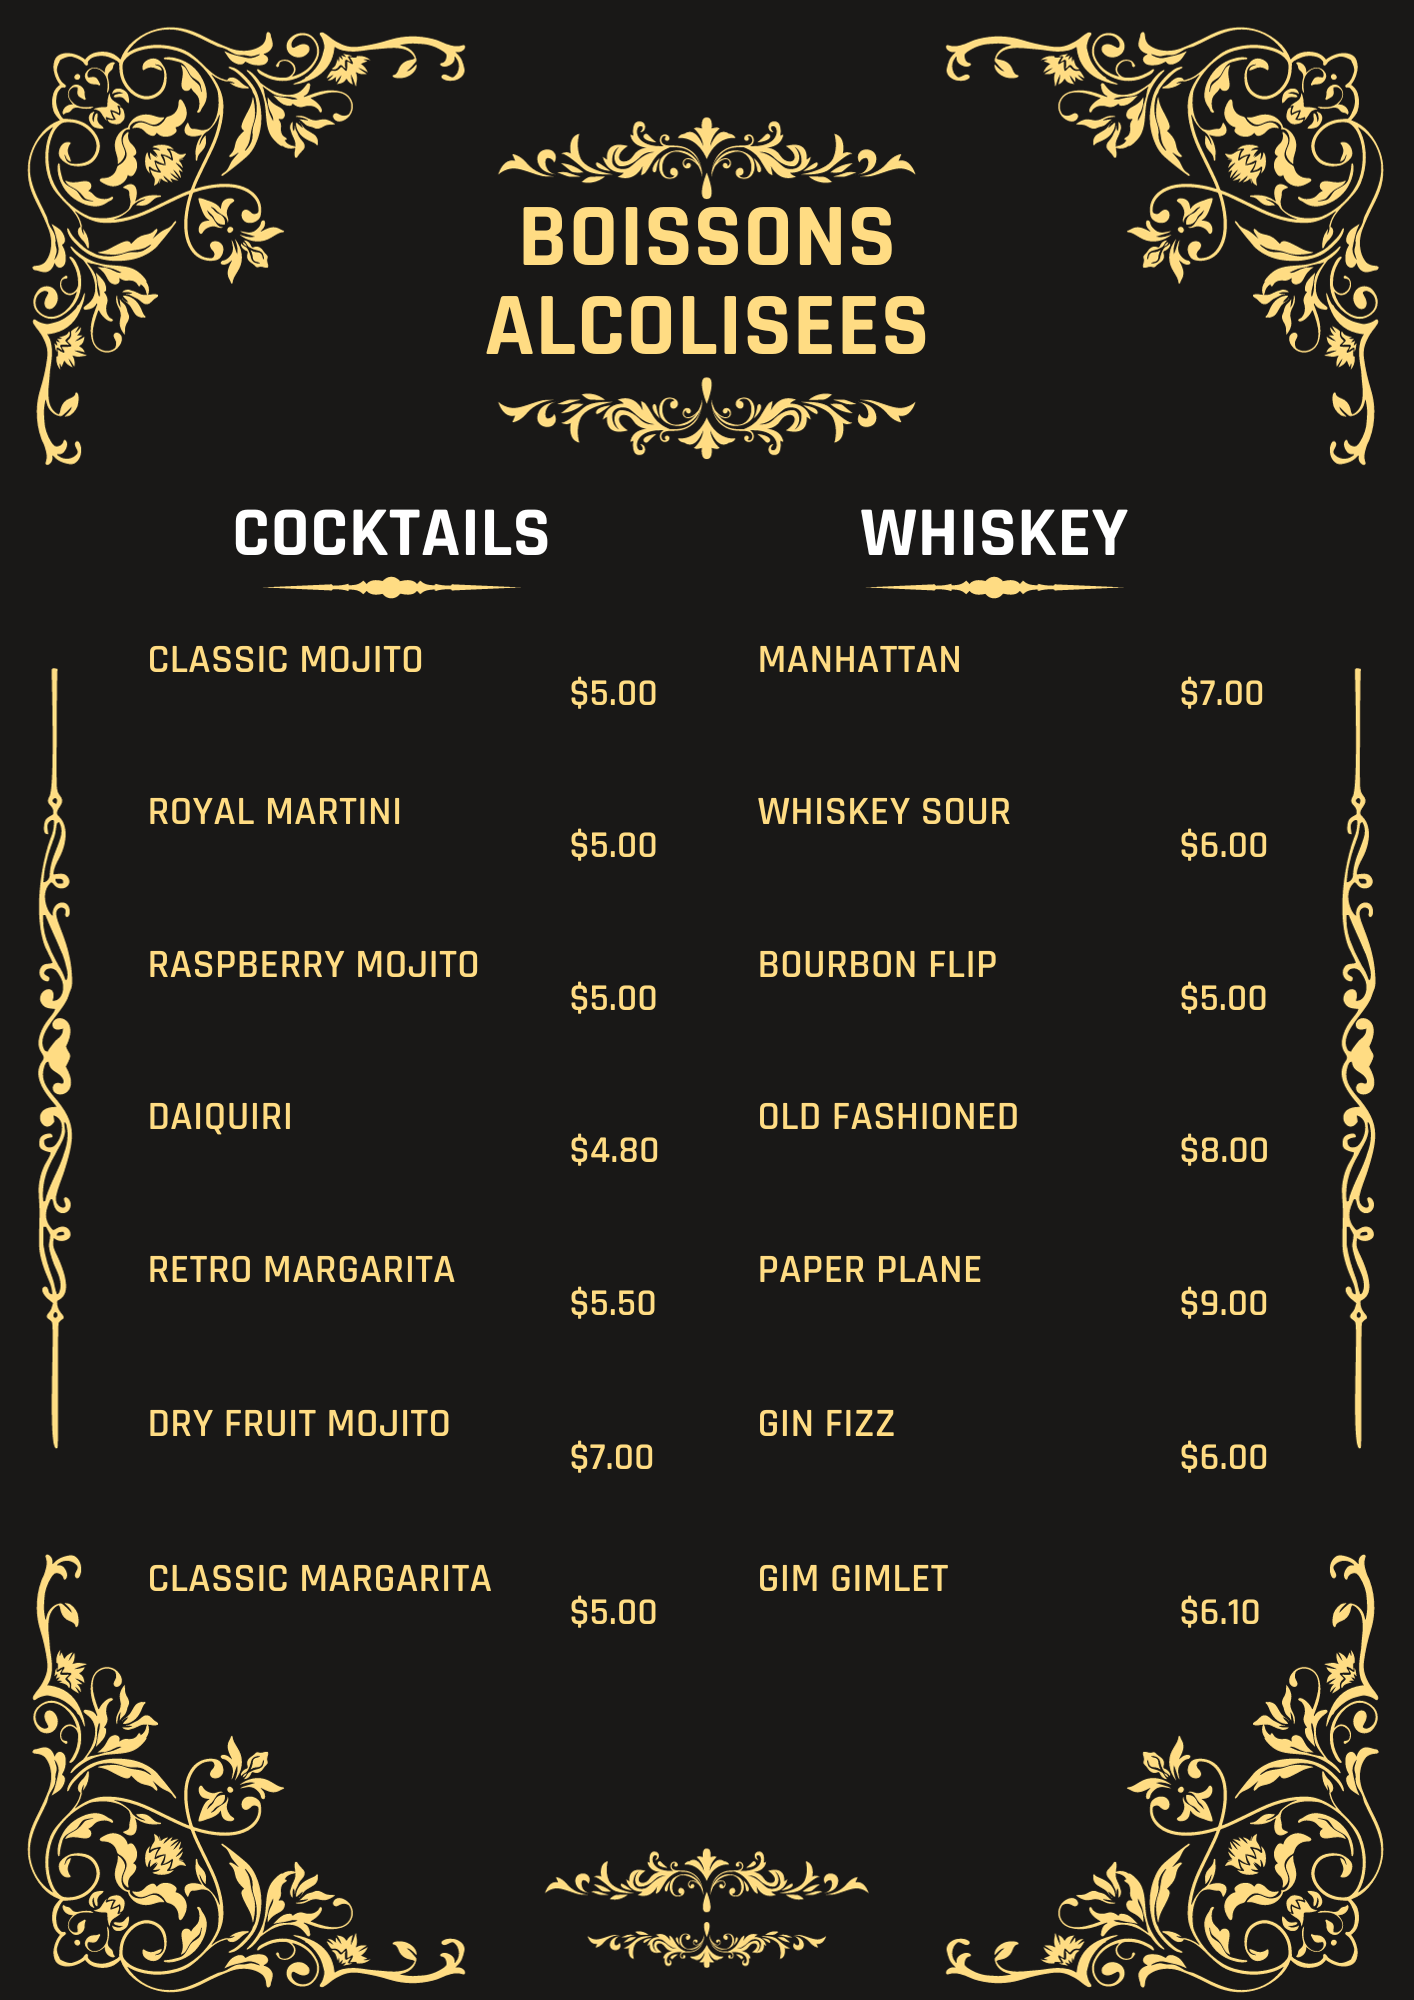 BOISSONS
ALCOLISEES
COCKTAILS
CLASSIC MOJITO
$5.00
ROYAL MARTINI
$5.00
RASPBERRY MOJITO
$5.00
DAIQUIRI
$4.80
RETRO MARGARITA
$5.50
DRY FRUIT MOJITO
$7.00
CLASSIC MARGARITA
$5.00
WHISKEY
MANHATTAN
$7.00
WHISKEY SOUR
$6.00
BOURBON FLIP
$5.00
OLD FASHIONED
$8.00
PAPER PLANE
$9.00
GIN FIZZ
$6.00
GIM GIMLET
$6.10